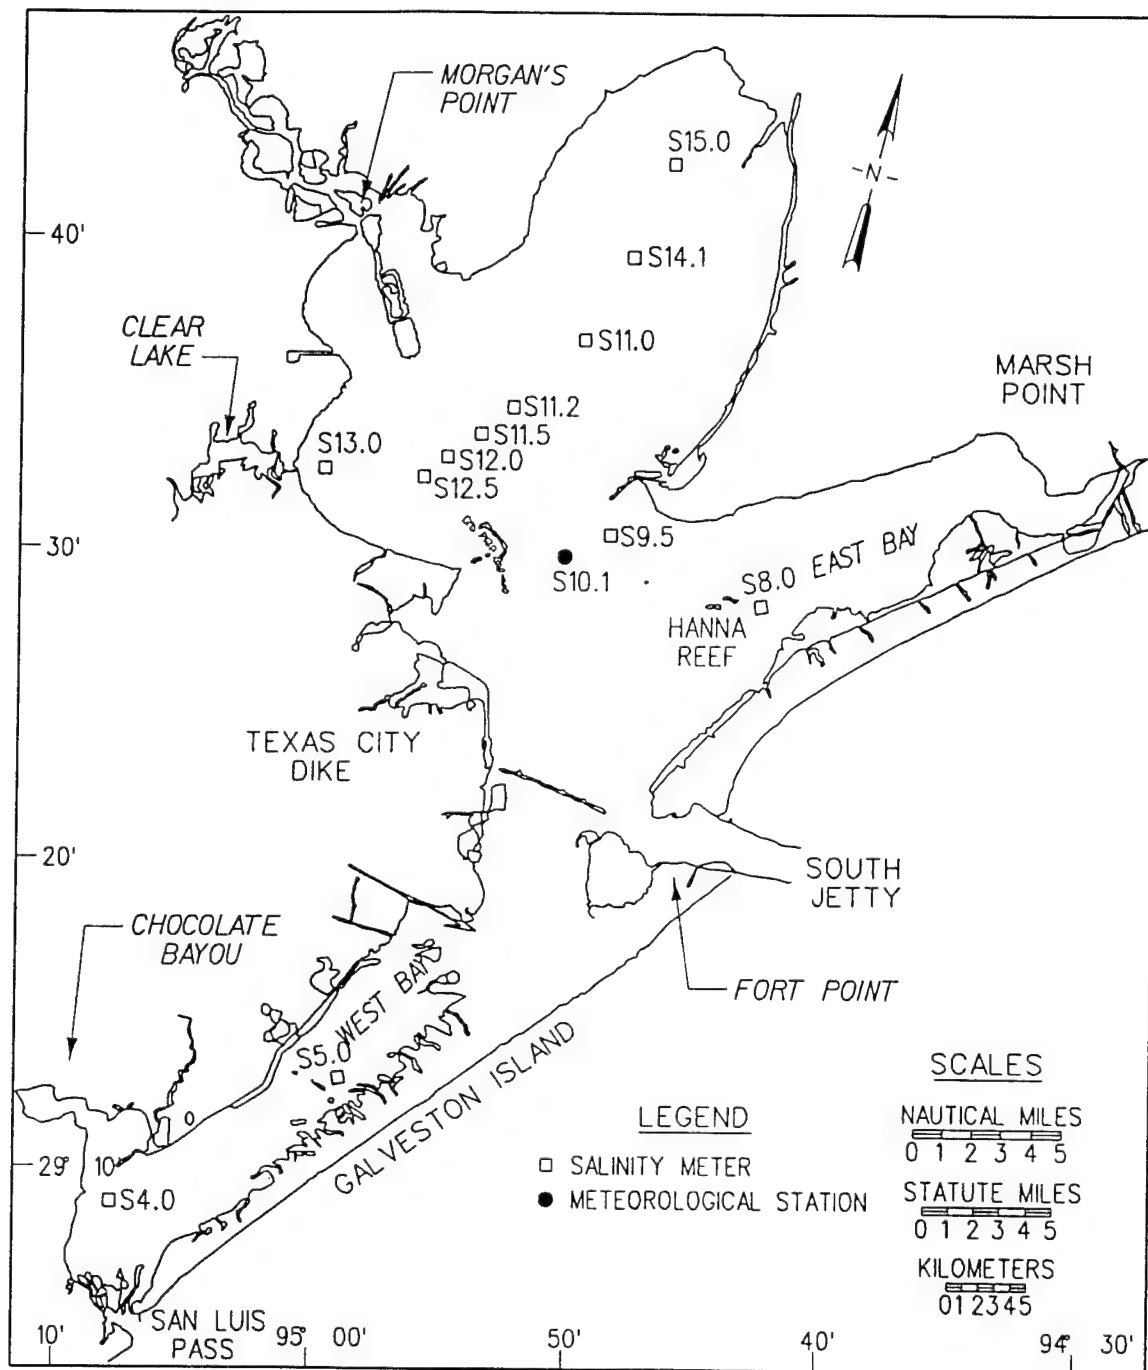 MORGAN'S
POINT
S15.0
-N-
40'
S14.1
CLEAR
LAKE
S11.0
MARSH
POINT
S11.2
S11.5
S13.0
S12.0
S12.5
30'
S9.5
S10.1
S8.0
EAST BAY
HANNA
REEF
TEXAS CITY
DIKE
20'
SOUTH
JETTY
CHOCOLATE
BAYOU
WEST BAY
FORT POINT
S5.0
GALVESTON ISLAND
29° 10'
S4.0
SAN LUIS
PASS
LEGEND
□ SALINITY METER
● METEOROLOGICAL STATION
SCALES
NAUTICAL MILES
0 1 2 3 4 5
STATUTE MILES
0 1 2 3 4 5
KILOMETERS
0 1 2 3 4 5
10'
95° 00'
50'
40'
94° 30'